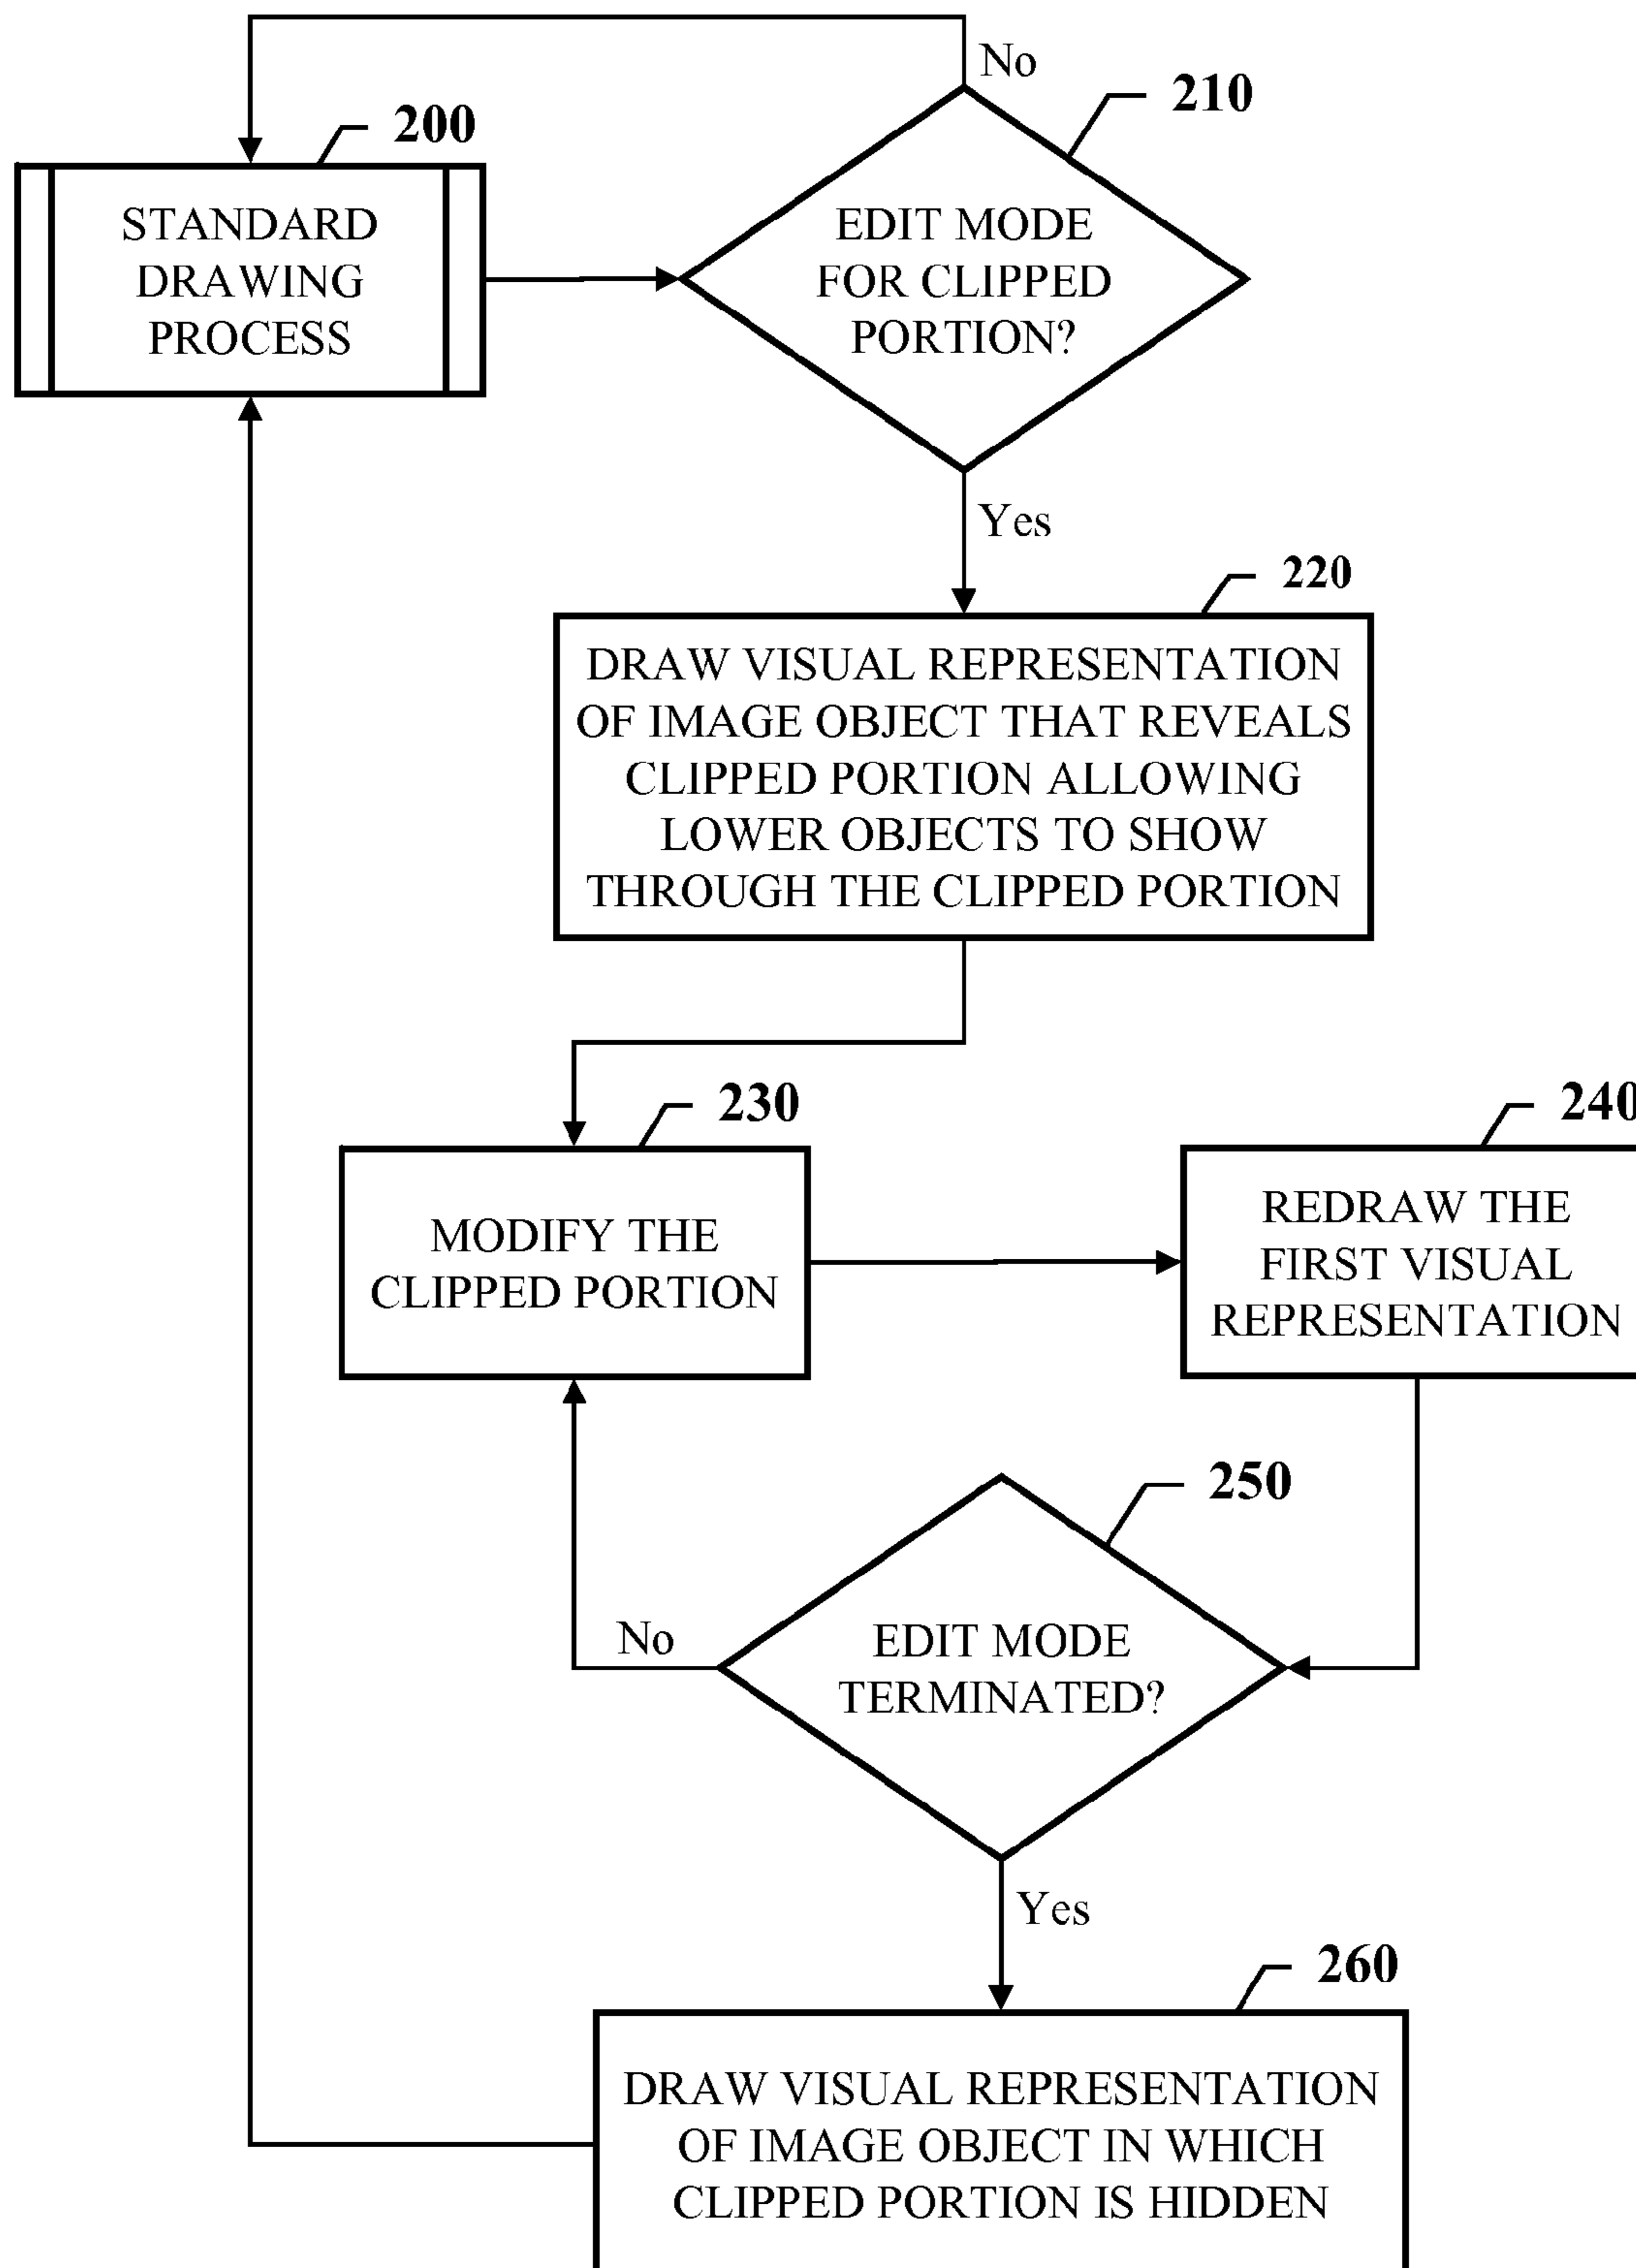 No
210
200
STANDARD
DRAWING
PROCESS
EDIT MODE
FOR CLIPPED
PORTION?
Yes
220
DRAW VISUAL REPRESENTATION
OF IMAGE OBJECT THAT REVEALS
CLIPPED PORTION ALLOWING
LOWER OBJECTS TO SHOW
THROUGH THE CLIPPED PORTION
230
240
MODIFY THE
CLIPPED PORTION
REDRAW THE
FIRST VISUAL
REPRESENTATION
250
No
EDIT MODE
TERMINATED?
Yes
260
DRAW VISUAL REPRESENTATION
OF IMAGE OBJECT IN WHICH
CLIPPED PORTION IS HIDDEN